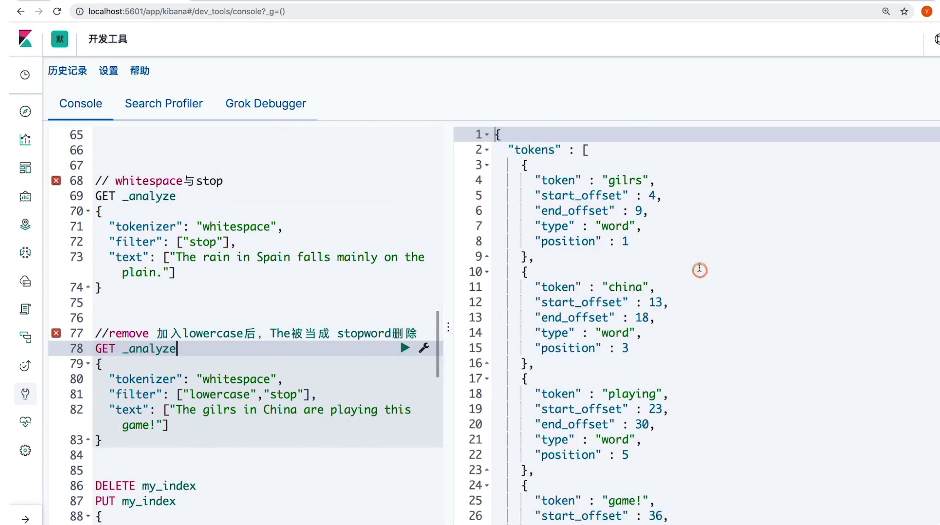 localhost:5601/app/kibana#/dev_tools/console?_g=()
Y
默
开发工具
历史记录 设置 帮助
Console Search Profiler Grok Debugger
65
66
67
68 // whitespace与stop
69 GET _analyze
70 {
71 "tokenizer": "whitespace",
72 "filter": ["stop"],
73 "text": ["The rain in Spain falls mainly on the
plain."]
74 }
75
76
77 //remove 加入lowercase后，The被当成 stopword删除
78 GET _analyze
79 {
80 "tokenizer": "whitespace",
81 "filter": ["lowercase","stop"],
82 "text": ["The gilrs in China are playing this
game!"]
83 }
84
85
86 DELETE my_index
87 PUT my_index
88 {
1 {
2 "tokens" : [
3 {
4 "token" : "gilrs",
5 "start_offset" : 4,
6 "end_offset" : 9,
7 "type" : "word",
8 "position" : 1
9 },
10 {
11 "token" : "china",
12 "start_offset" : 13,
13 "end_offset" : 18,
14 "type" : "word",
15 "position" : 3
16 },
17 {
18 "token" : "playing",
19 "start_offset" : 23,
20 "end_offset" : 30,
21 "type" : "word",
22 "position" : 5
23 },
24 {
25 "token" : "game!",
26 "start_offset" : 36,